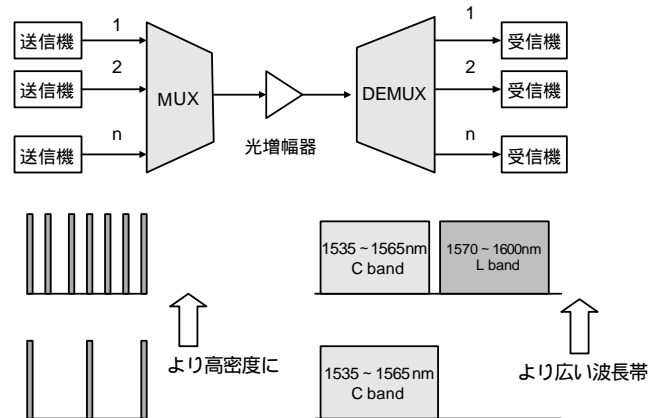 1
送信機
2
送信機
n
送信機
MUX
光増幅器
DEMUX
1
受信機
2
受信機
n
受信機
より高密度に
1535 ~ 1565nm
C band
1570 ~ 1600nm
L band
1535 ~ 1565nm
C band
より広い波長帯